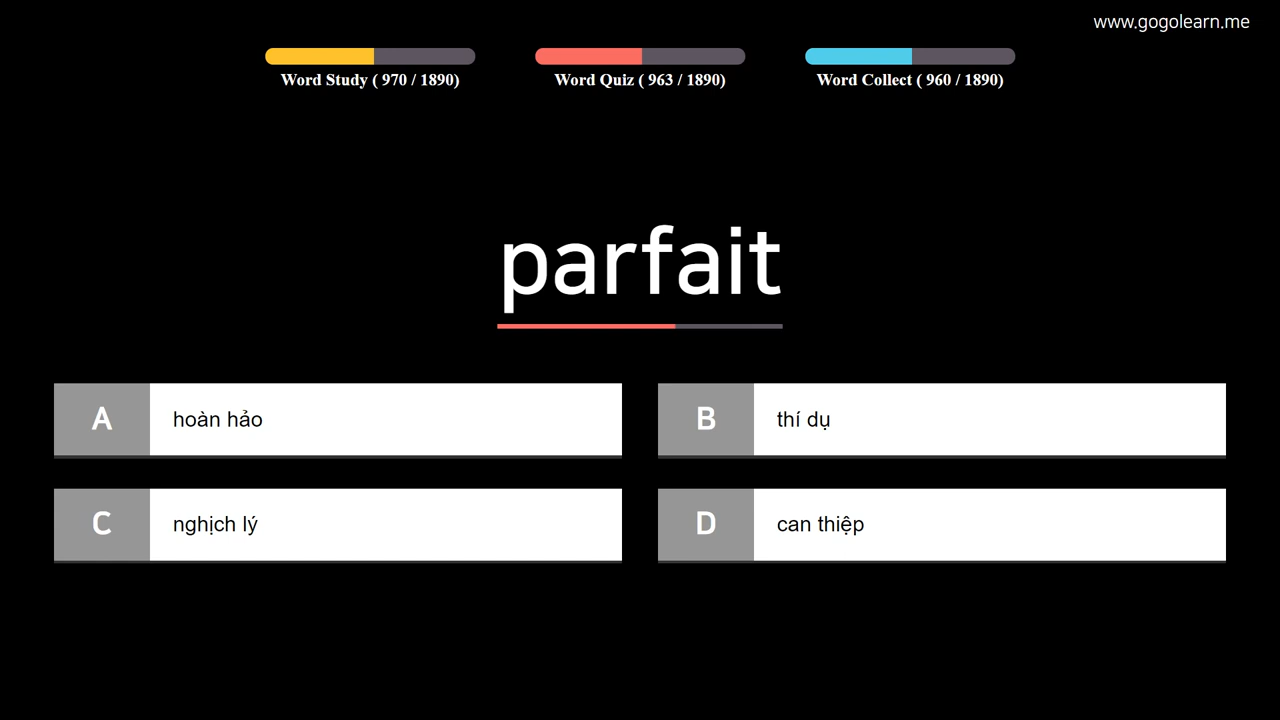 www.gogolearn.me
Word Study ( 970 / 1890)
Word Quiz ( 963 / 1890)
Word Collect ( 960 / 1890)
parfait
A
hoàn hảo
B
thí dụ
C
nghịch lý
D
can thiệp